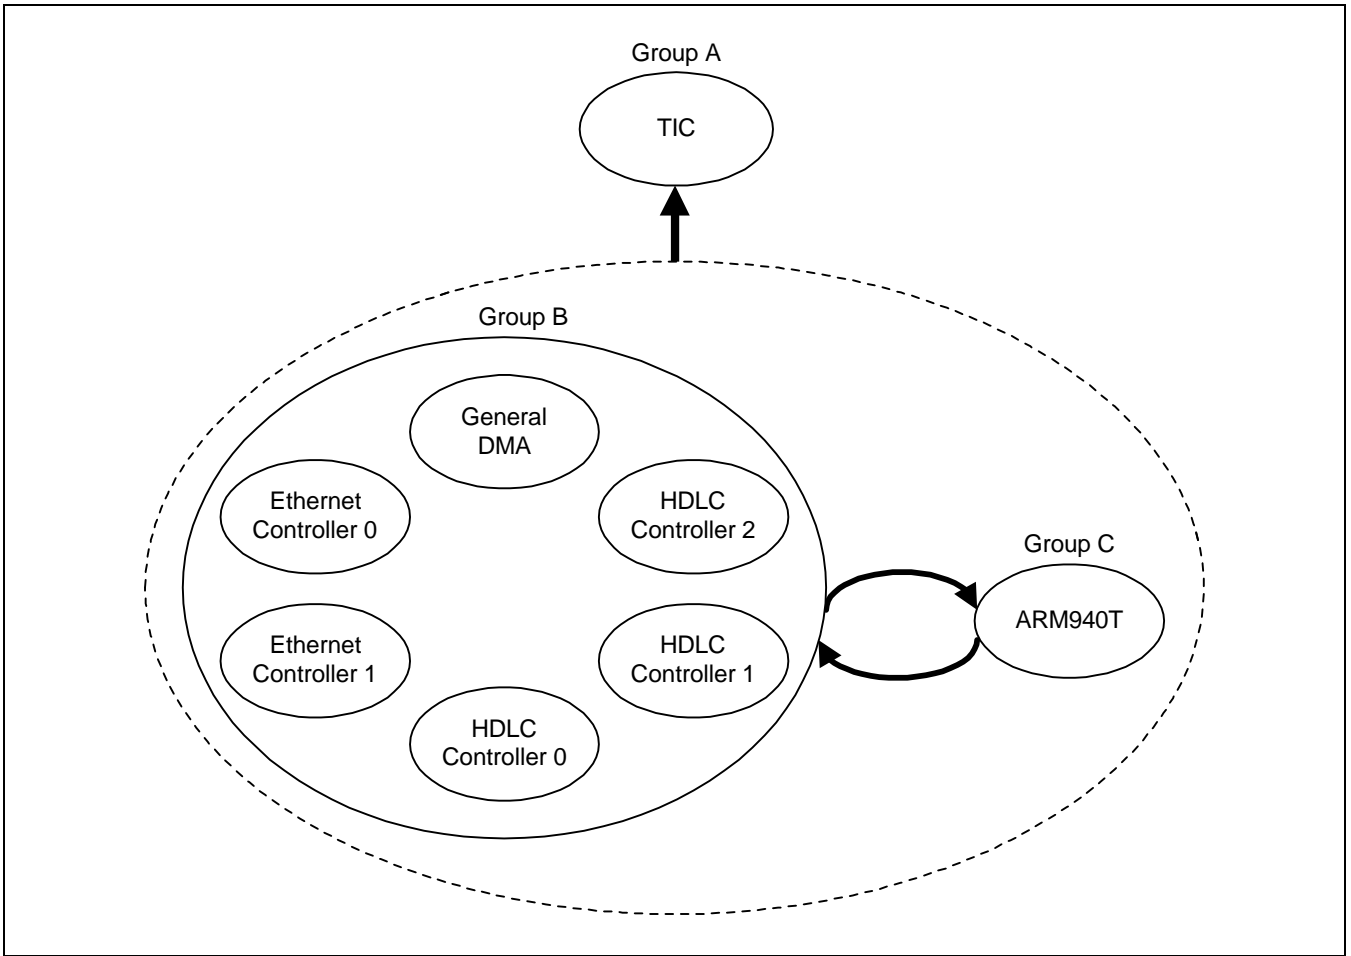 Group A
TIC
Group B
General
DMA
Ethernet
Controller 0
HDLC
Controller 2
Group C
ARM940T
Ethernet
Controller 1
HDLC
Controller 1
HDLC
Controller 0